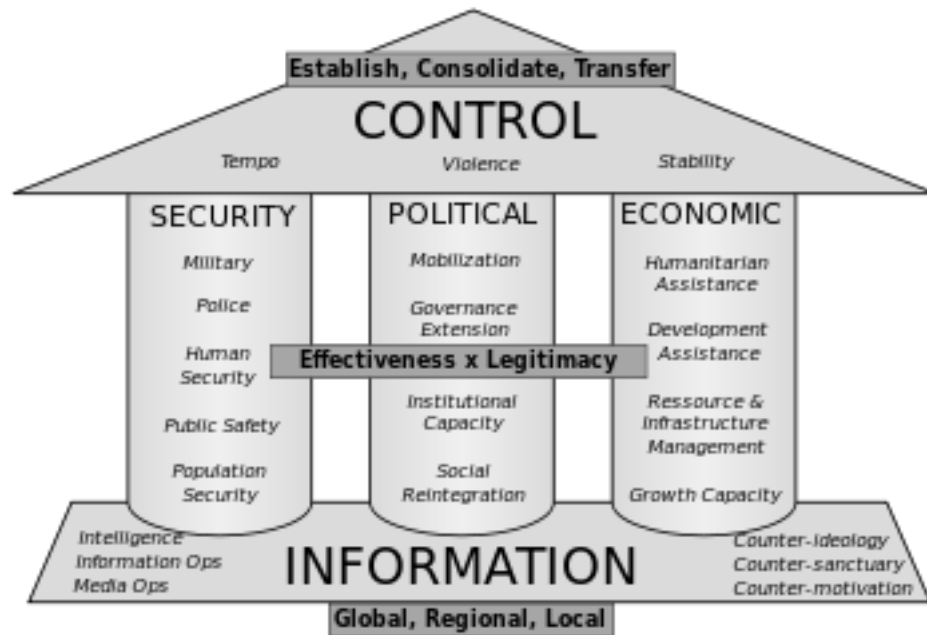 Establish, Consolidate, Transfer
CONTROL
Tempo
Violence
Stability
SECURITY
Military
Police
Human
Security
Public Safety
Population
Security
POLITICAL
Mobilization
Governance
Extension
Effectiveness x Legitimacy
Institutional
Capacity
Social
Reintegration
ECONOMIC
Humanitarian
Assistance
Development
Assistance
Ressource &
Infrastructure
Management
Growth Capacity
Intelligence
Information Ops
Media Ops
INFORMATION
Counter-ideology
Counter-sanctuary
Counter-motivation
Global, Regional, Local